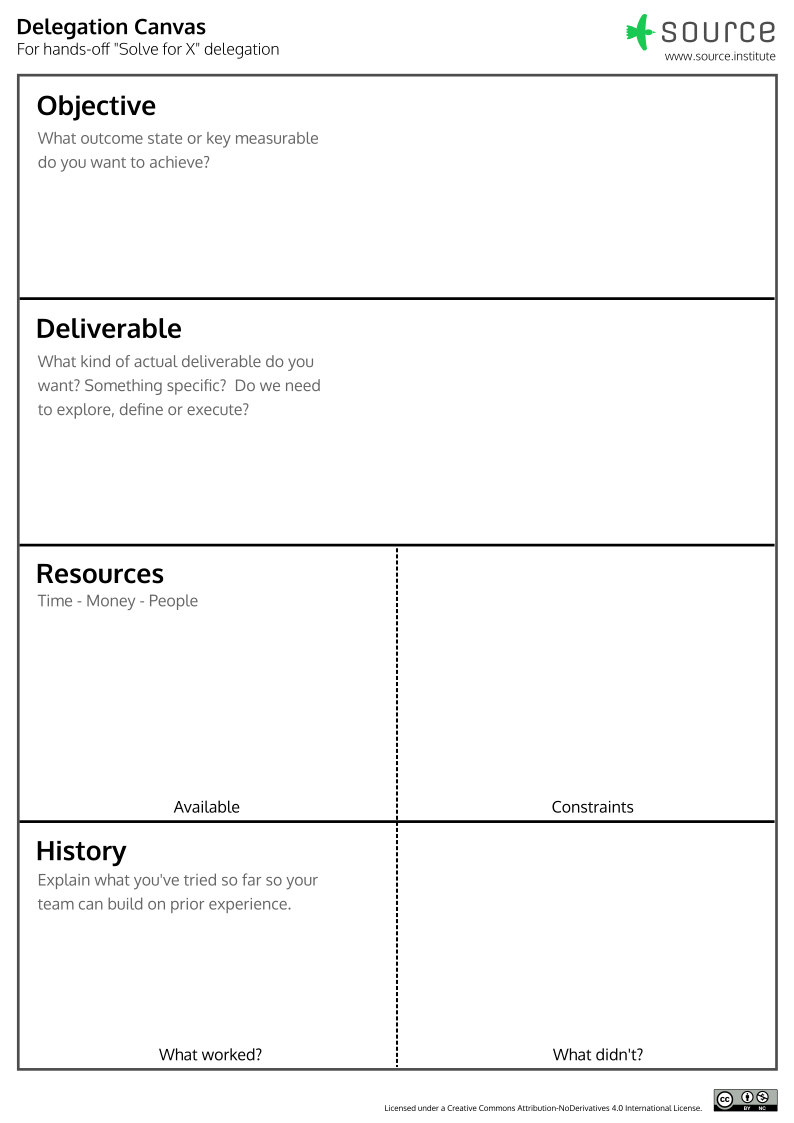 Delegation Canvas
For hands-off "Solve for X" delegation
source
www.source.institute
Objective
What outcome state or key measurable
do you want to achieve?
Deliverable
What kind of actual deliverable do you
want? Something specific?  Do we need
to explore, define or execute?
Resources
Time - Money - People
Available
Constraints
History
Explain what you've tried so far so your
team can build on prior experience.
What worked?
What didn't?
Licensed under a Creative Commons Attribution-NoDerivatives 4.0 International License.
cc
BY NC